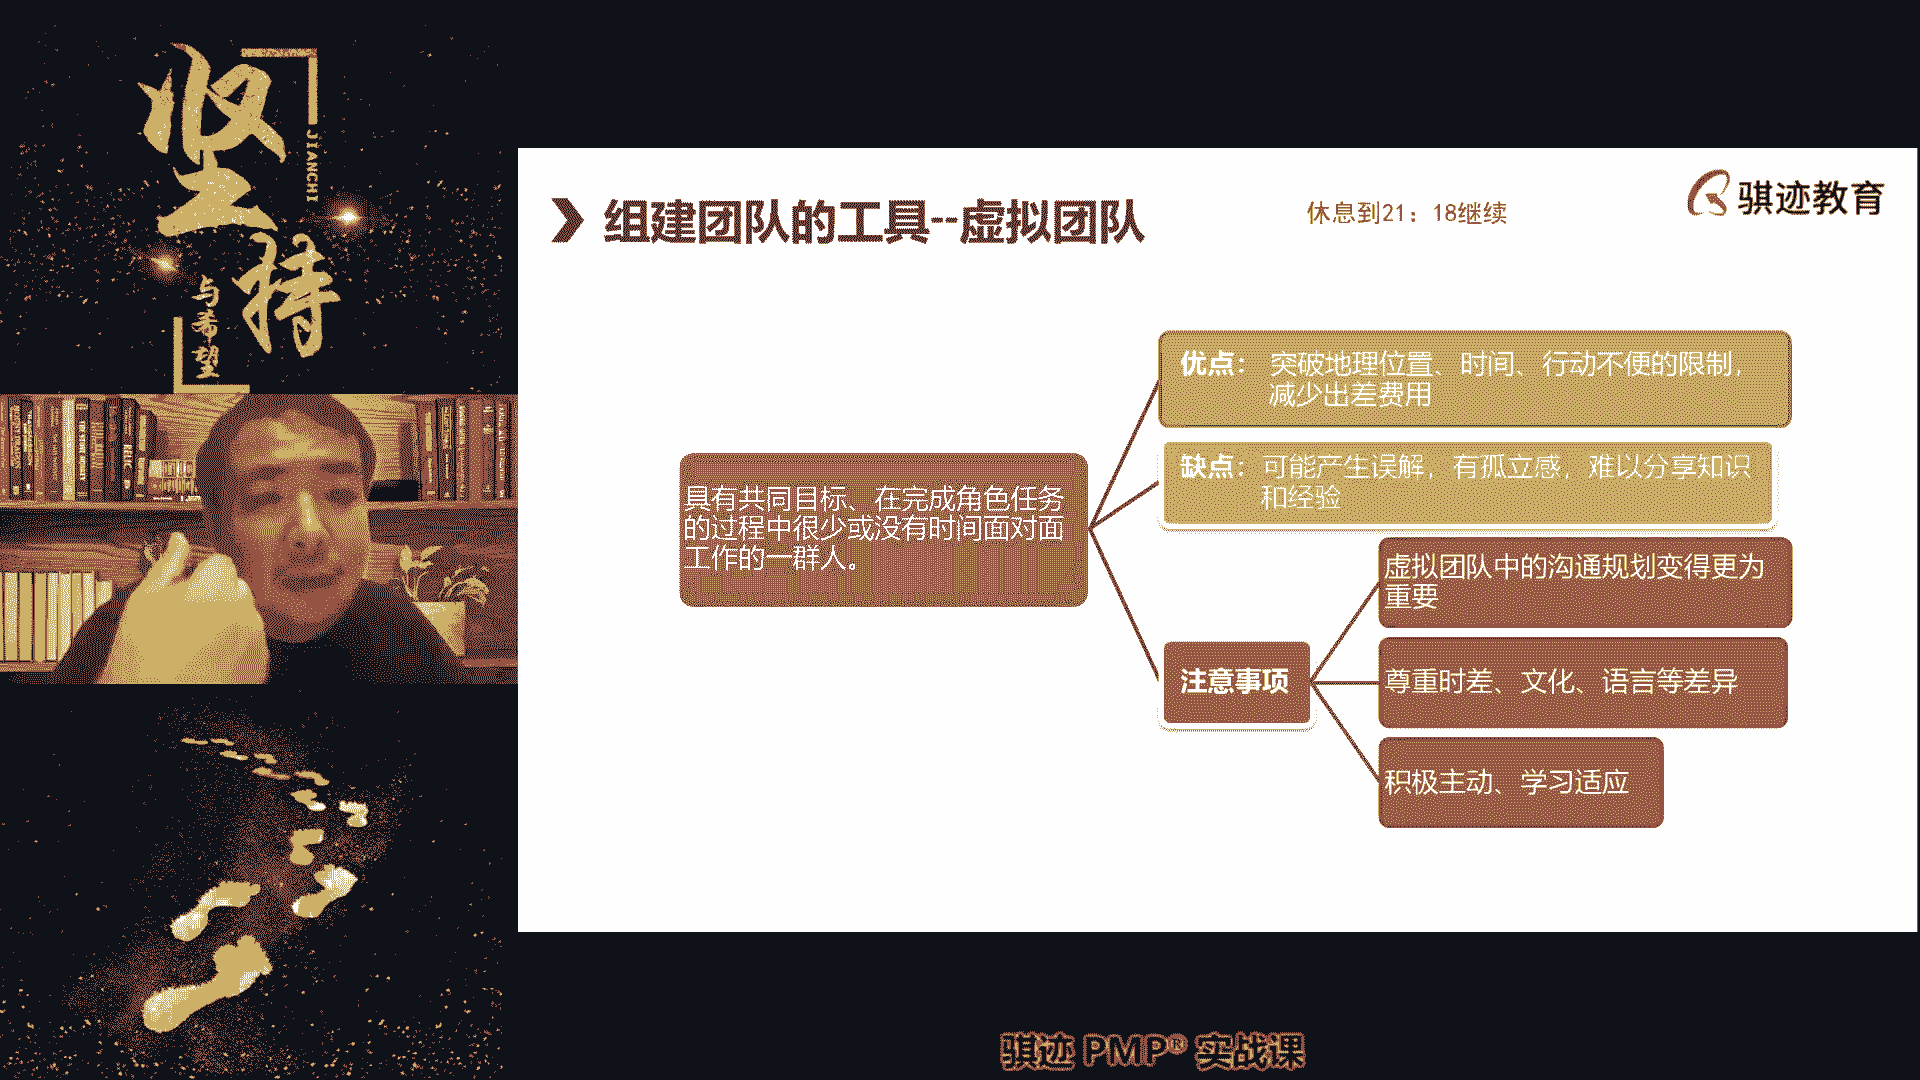 坚持
JIANCHI
与希望
组建团队的工具--虚拟团队
休息到21：18继续
骐迹教育
优点： 突破地理位置、时间、行动不便的限制，
减少出差费用
缺点： 可能产生误解，有孤立感，难以分享知识
和经验
具有共同目标、在完成角色任务
的过程中很少或没有时间面对面
工作的一群人。
注意事项
虚拟团队中的沟通规划变得更为
重要
尊重时差、文化、语言等差异
积极主动、学习适应
骐迹 PMP® 实战课